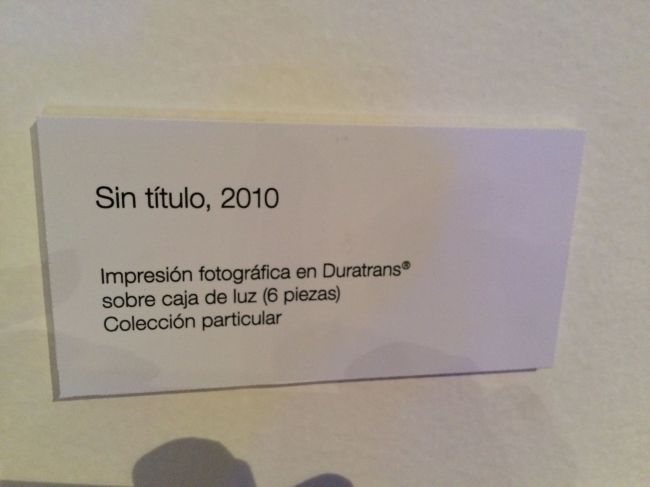 Sin título, 2010
Impresión fotográfica en Duratrans®
sobre caja de luz (6 piezas)
Colección particular